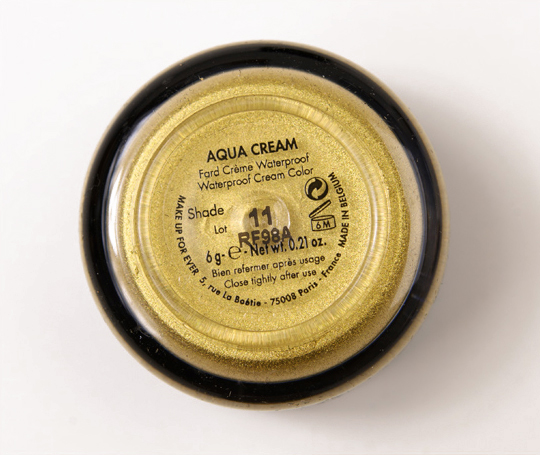 AQUA CREAM
Fard Crème Waterproof
Waterproof Cream Color
Shade 11
Lot RF98A
6M
6 g - e - Net wt. 0.21 oz.
Bien refermer après usage
Close tightly after use
MAKE UP FOR EVER 5, rue La Boétie - 75008 Paris - France MADE IN BELGIUM